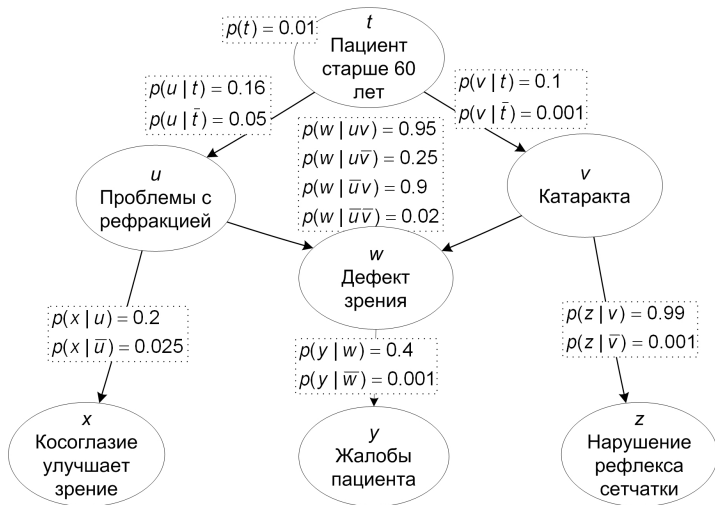 t
p(t) = 0.01
Пациент
старше 60
лет
p(u | t) = 0.16
p(u | t̅) = 0.05
p(v | t) = 0.1
p(v | t̅) = 0.001
p(w | uv) = 0.95
p(w | uv̅) = 0.25
p(w | u̅v) = 0.9
p(w | u̅v̅) = 0.02
u
Проблемы с
рефракцией
v
Катаракта
w
Дефект
зрения
p(x | u) = 0.2
p(x | u̅) = 0.025
p(y | w) = 0.4
p(y | w̅) = 0.001
p(z | v) = 0.99
p(z | v̅) = 0.001
x
Косоглазие
улучшает
зрение
y
Жалобы
пациента
z
Нарушение
рефлекса
сетчатки